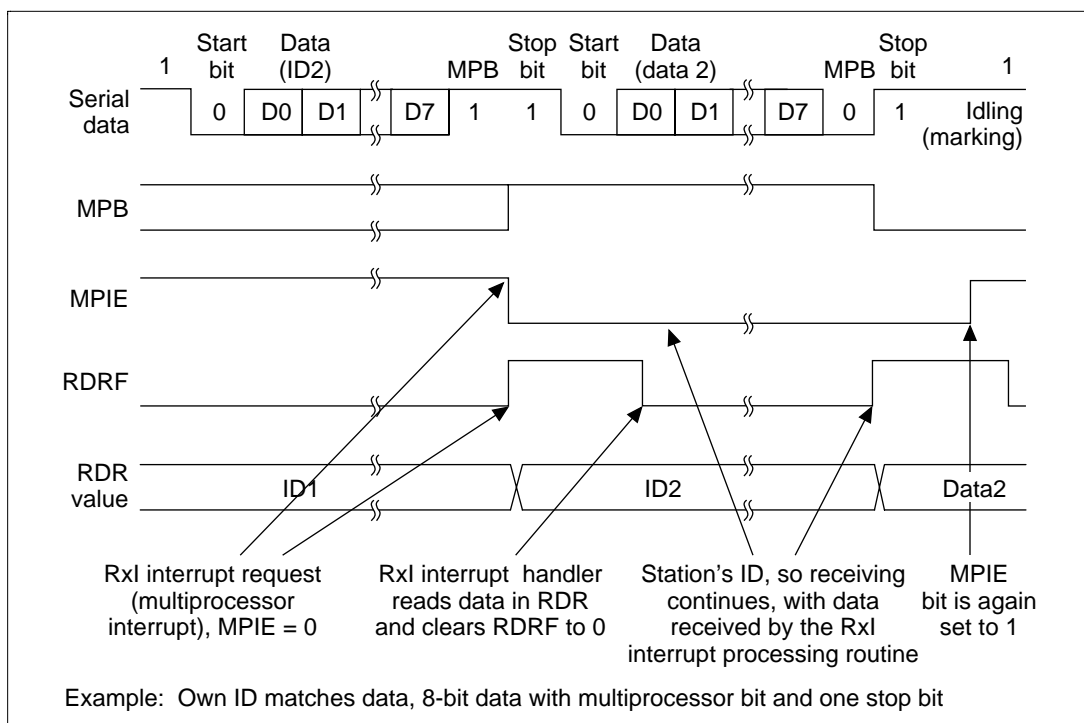 Start Data Stop Start Data Stop
1 bit (ID2) MPB bit bit (data 2) MPB bit 1
Serial data 0 D0 D1 D7 1 1 0 D0 D1 D7 0 1 Idling (marking)
MPB
MPIE
RDRF
RDR value ID1 ID2 Data2
RxI interrupt request
(multiprocessor
interrupt), MPIE = 0
RxI interrupt handler
reads data in RDR
and clears RDRF to 0
Station's ID, so receiving
continues, with data
received by the RxI
interrupt processing routine
MPIE
bit is again
set to 1
Example: Own ID matches data, 8-bit data with multiprocessor bit and one stop bit